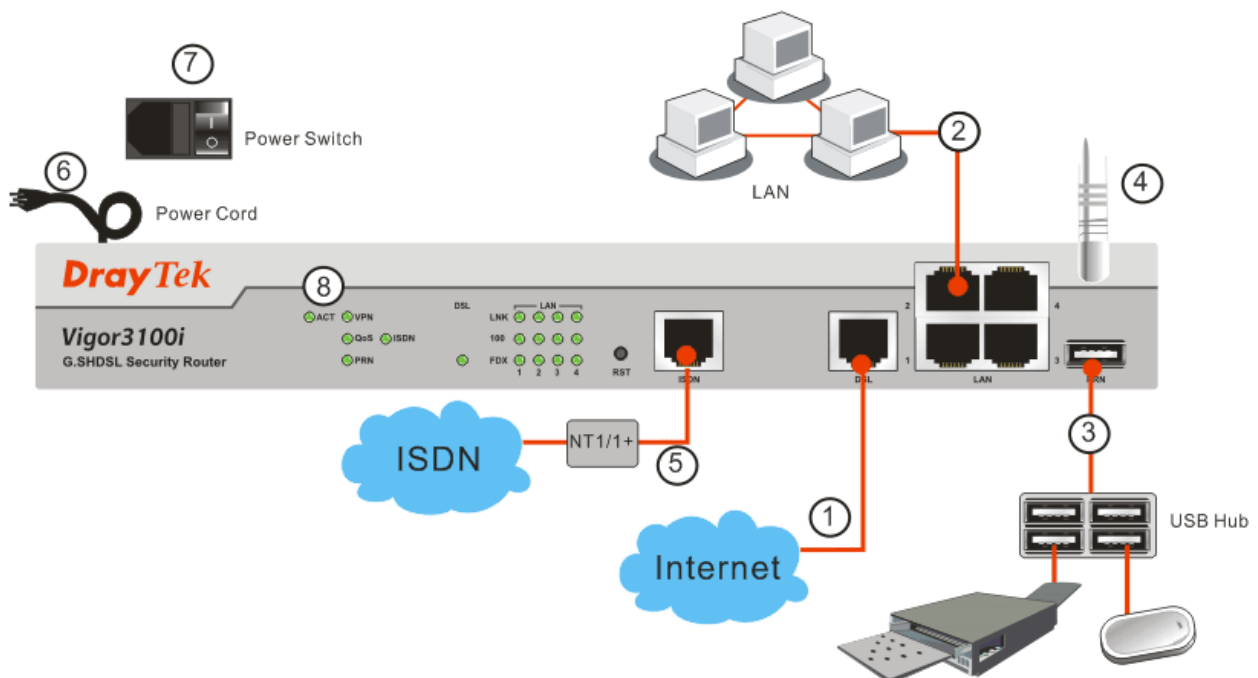 7
Power Switch
6
Power Cord
2
LAN
4
DrayTek
8
ACT VPN
QoS ISDN
PRN
Vigor3100i
G.SHDSL Security Router
DSL
LAN
LNK
100
FDX
1 2 3 4
RST
ISDN
DSL
2 4
1 3
LAN
PRN
ISDN
NT1/1+
5
1
Internet
3
USB Hub